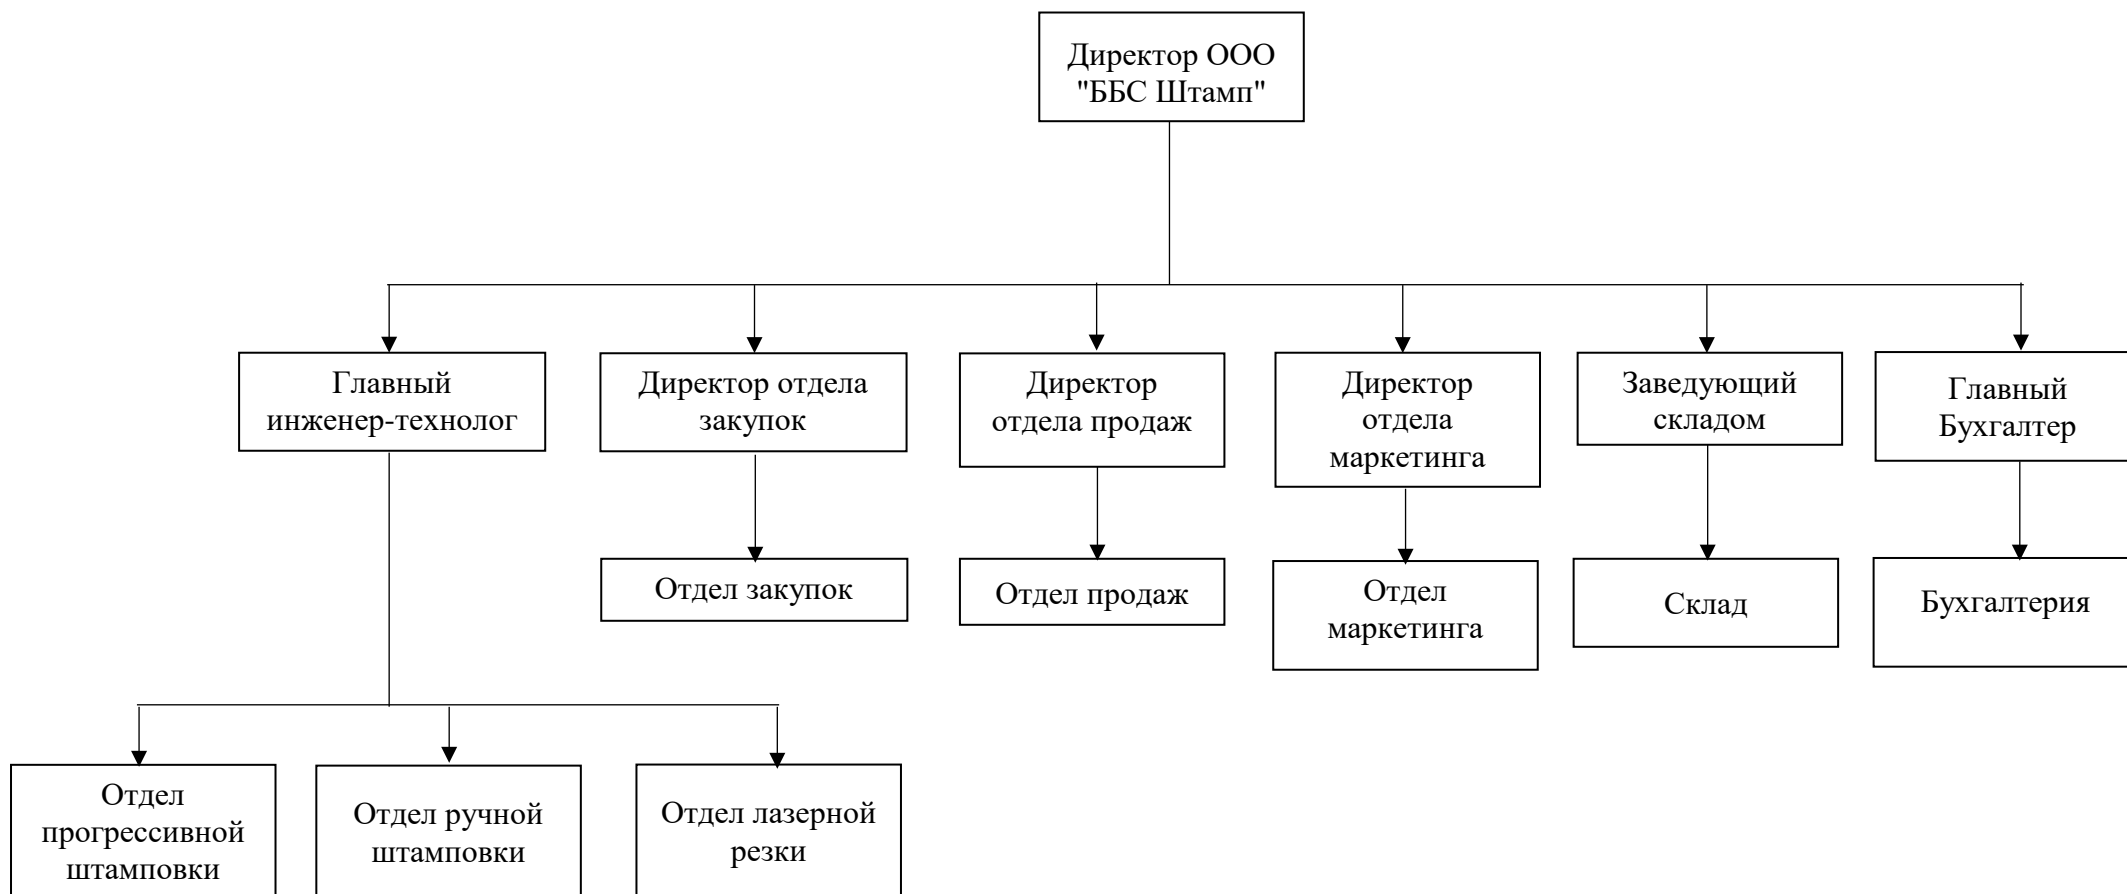 Директор ООО
"ББС Штамп"
Главный
инженер-технолог
Директор отдела
закупок
Директор
отдела продаж
Директор
отдела
маркетинга
Заведующий
складом
Главный
Бухгалтер
Отдел закупок
Отдел продаж
Отдел
маркетинга
Склад
Бухгалтерия
Отдел
прогрессивной
штамповки
Отдел ручной
штамповки
Отдел лазерной
резки